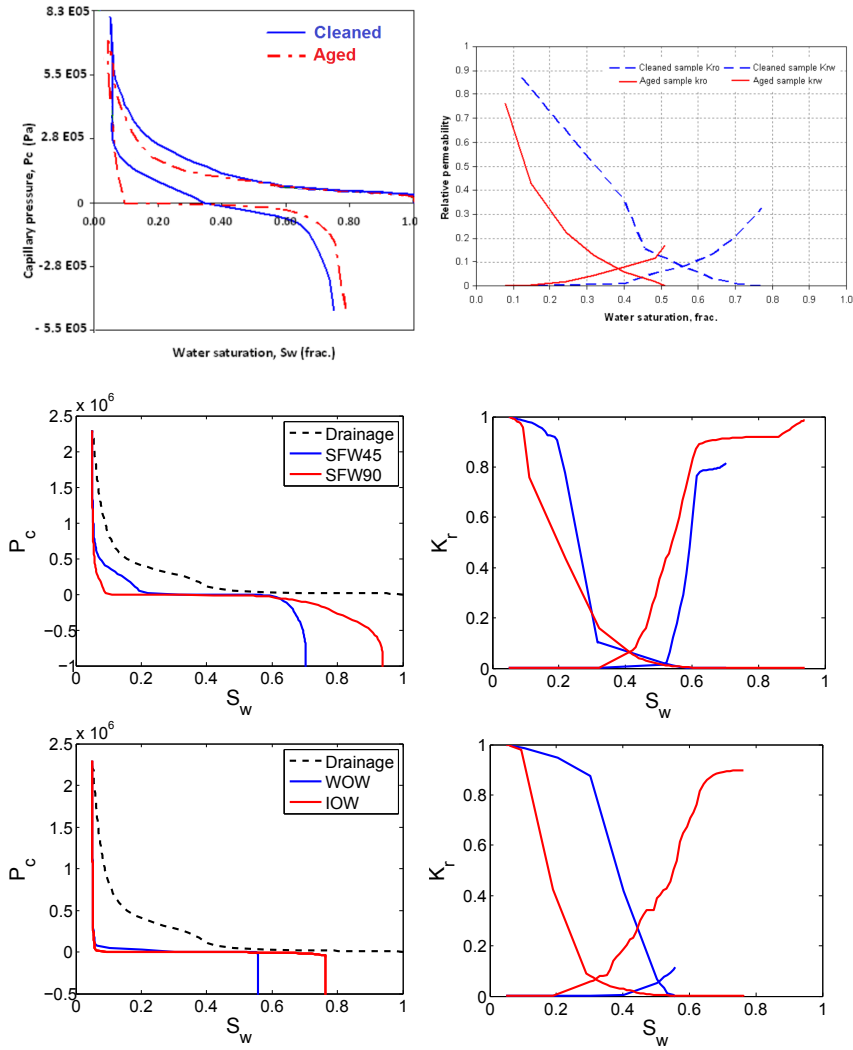 8.3 E05
5.5 E05
2.8 E05
0
-2.8 E05
- 5.5 E05
Capillary pressure, Pc (Pa)
Cleaned
Aged
0.00
0.20
0.40
0.60
0.80
1.0
Water saturation, Sw (frac.)
1
0.9
0.8
0.7
0.6
0.5
0.4
0.3
0.2
0.1
0
Relative permeability
Cleaned sample Kro
Cleaned sample Krw
Aged sample kro
Aged sample krw
0.0
0.1
0.2
0.3
0.4
0.5
0.6
0.7
0.8
0.9
1.0
Water saturation, frac.
x 10^6
2.5
2
1.5
1
0.5
0
−0.5
−1
P_c
Drainage
SFW45
SFW90
0
0.2
0.4
0.6
0.8
1
S_w
1
0.8
0.6
0.4
0.2
0
K_r
0
0.2
0.4
0.6
0.8
1
S_w
x 10^6
2.5
2
1.5
1
0.5
0
−0.5
P_c
Drainage
WOW
IOW
0
0.2
0.4
0.6
0.8
1
S_w
1
0.8
0.6
0.4
0.2
0
K_r
0
0.2
0.4
0.6
0.8
1
S_w